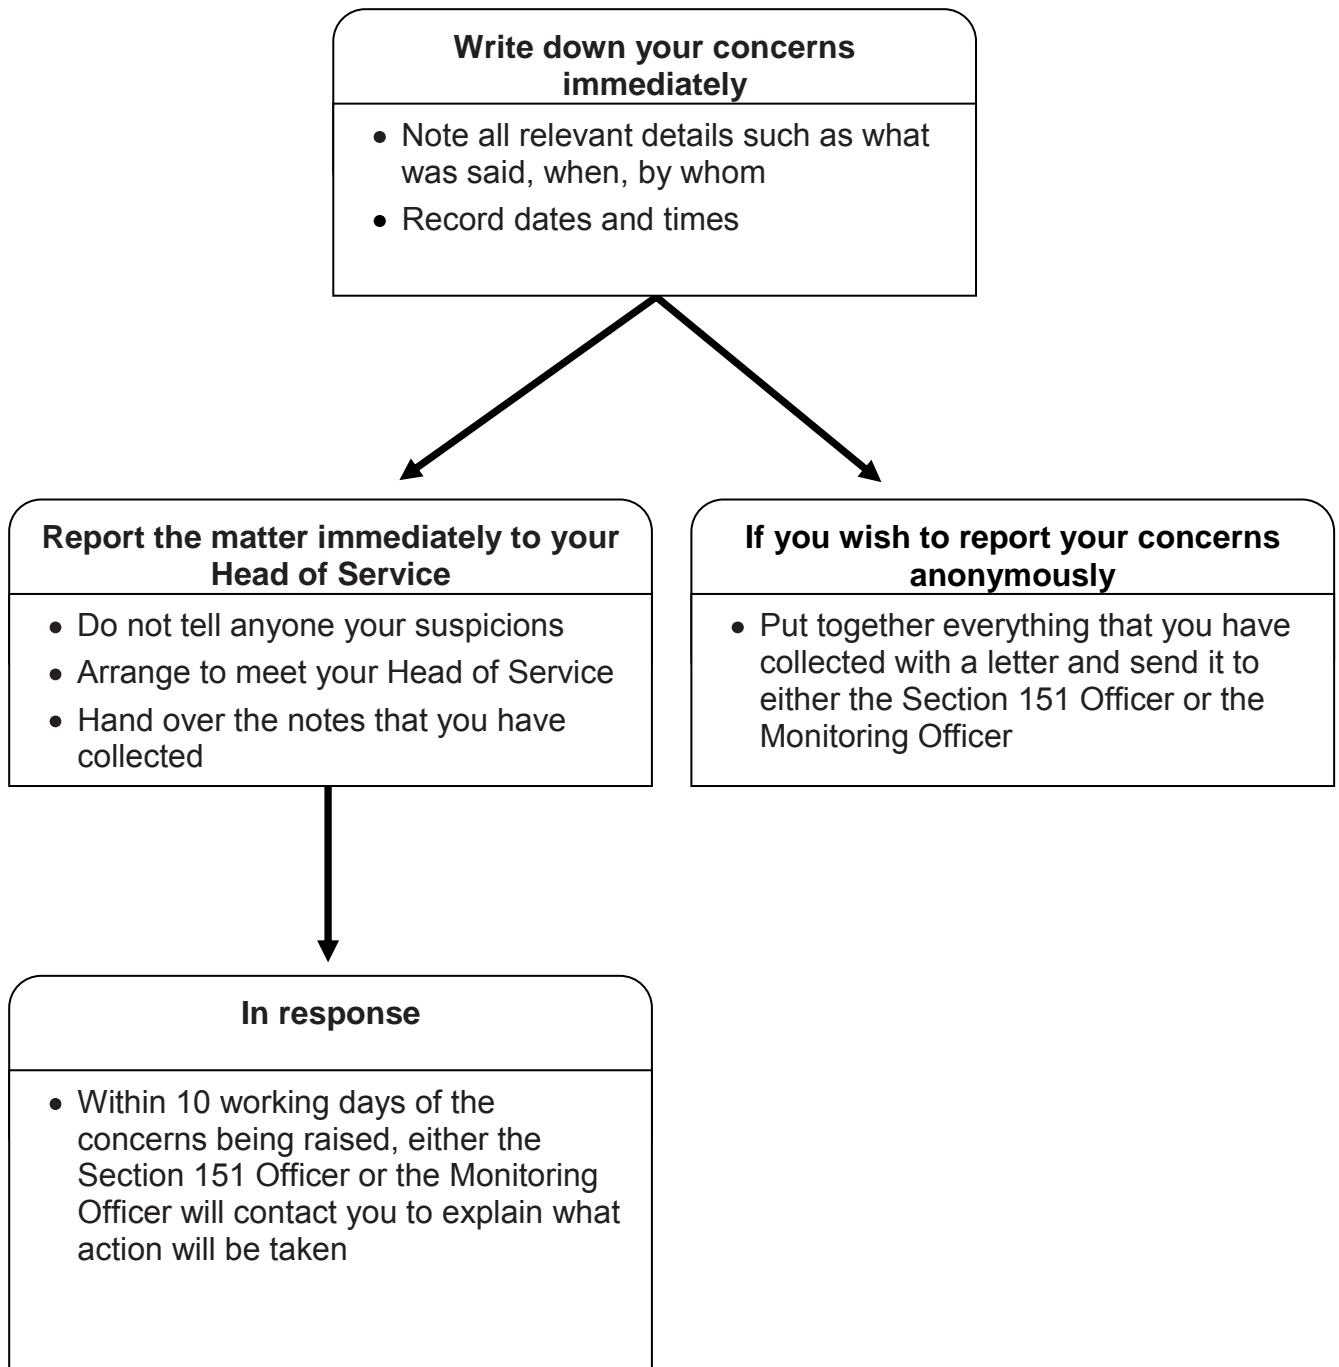 Write down your concerns
immediately
• Note all relevant details such as what
was said, when, by whom
• Record dates and times
Report the matter immediately to your
Head of Service
• Do not tell anyone your suspicions
• Arrange to meet your Head of Service
• Hand over the notes that you have
collected
If you wish to report your concerns
anonymously
• Put together everything that you have
collected with a letter and send it to
either the Section 151 Officer or the
Monitoring Officer
In response
• Within 10 working days of the
concerns being raised, either the
Section 151 Officer or the Monitoring
Officer will contact you to explain what
action will be taken